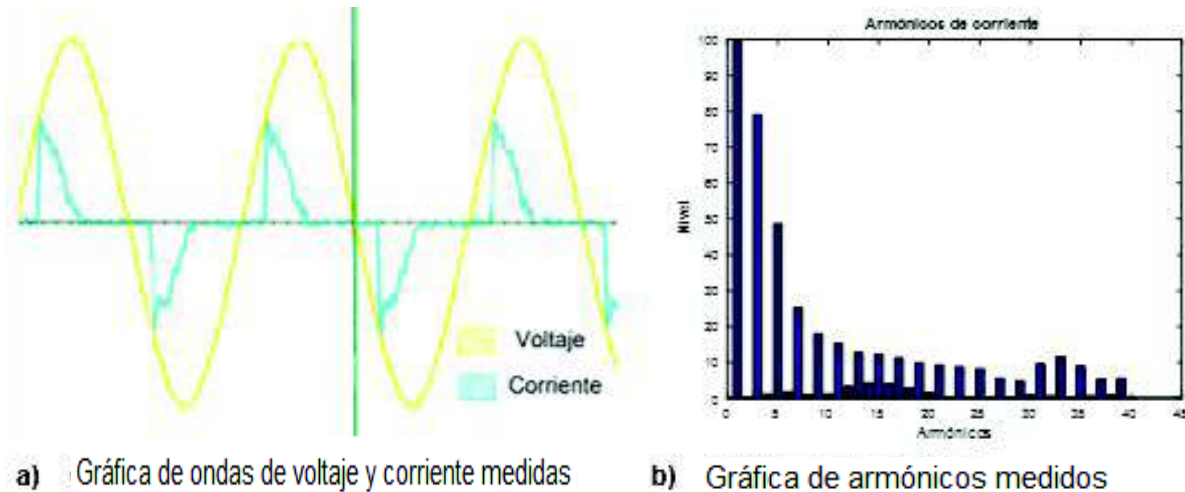 Voltaje
Corriente
a) Gráfica de ondas de voltaje y corriente medidas
Armónicos de corriente
Nivel
100
90
80
70
60
50
40
30
20
10
0
0 5 10 15 20 25 30 35 40 45
Armónicos
b) Gráfica de armónicos medidos